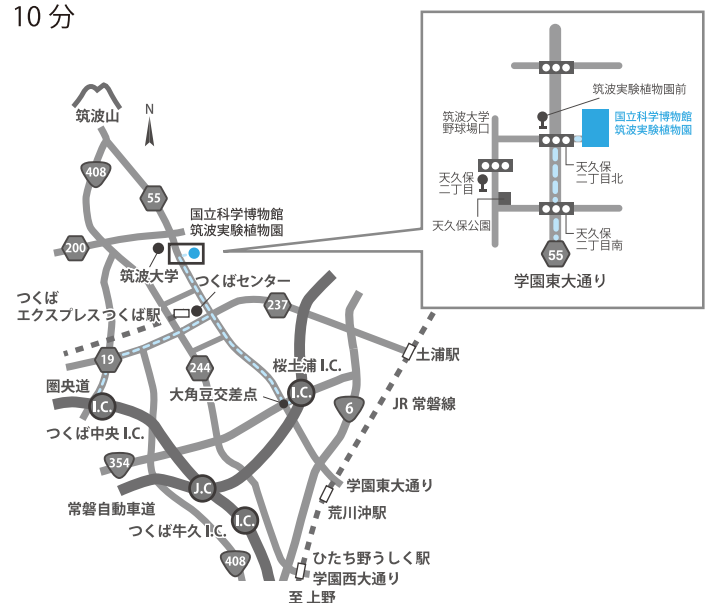 10 分
筑波山
N
408
55
国立科学博物館
筑波実験植物園
200
筑波大学
つくばセンター
つくば
エクスプレスつくば駅
237
19
244
桜土浦 I.C.
土浦駅
圏央道
I.C.
大角豆交差点
I.C.
6
JR 常磐線
つくば中央 I.C.
354
J.C
学園東大通り
常磐自動車道
荒川沖駅
つくば牛久 I.C.
I.C.
408
ひたち野うしく駅
学園西大通り
至 上野
筑波実験植物園前
筑波大学
野球場口
国立科学博物館
筑波実験植物園
天久保
二丁目
天久保
二丁目北
天久保公園
天久保
二丁目南
55
学園東大通り